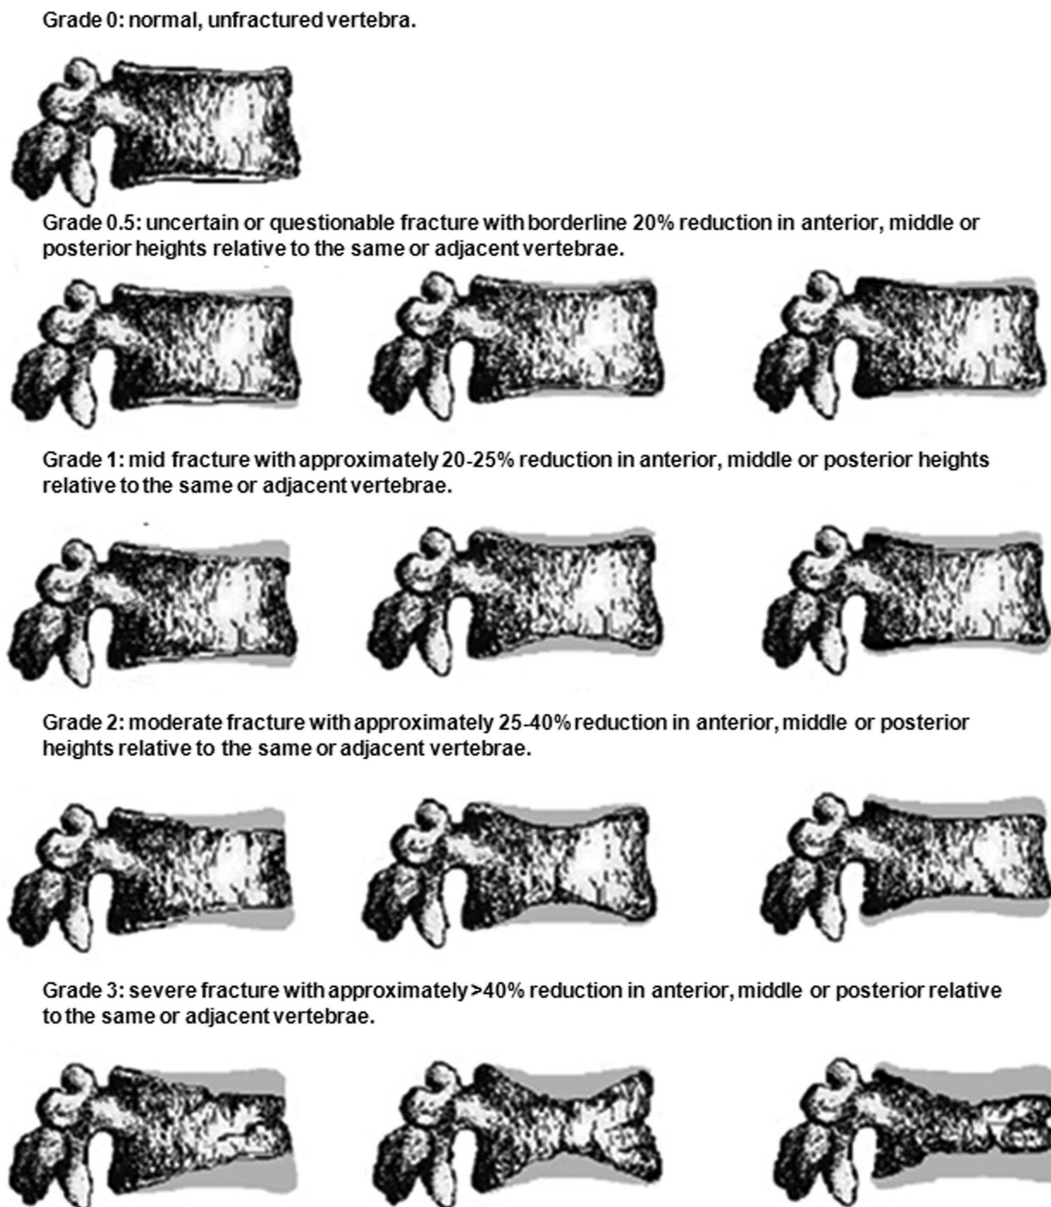 Grade 0: normal, unfractured vertebra.
Grade 0.5: uncertain or questionable fracture with borderline 20% reduction in anterior, middle or
posterior heights relative to the same or adjacent vertebrae.
Grade 1: mid fracture with approximately 20-25% reduction in anterior, middle or posterior heights
relative to the same or adjacent vertebrae.
Grade 2: moderate fracture with approximately 25-40% reduction in anterior, middle or posterior
heights relative to the same or adjacent vertebrae.
Grade 3: severe fracture with approximately >40% reduction in anterior, middle or posterior relative
to the same or adjacent vertebrae.